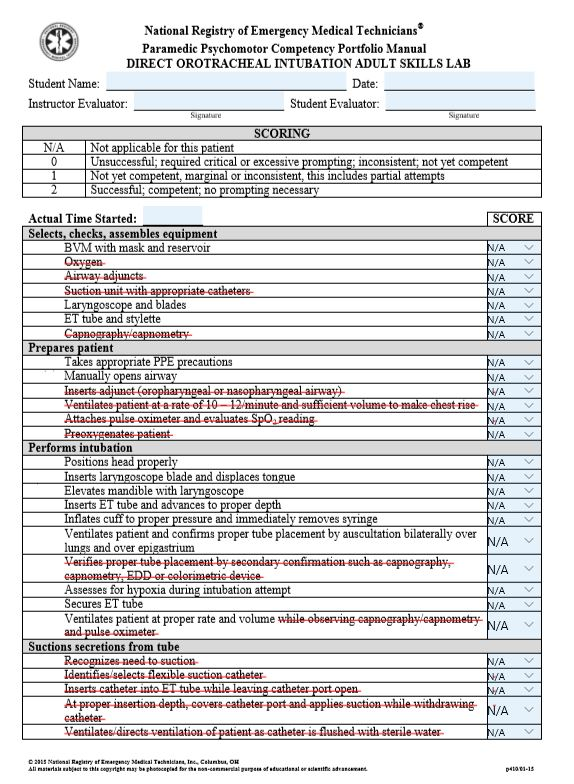 National Registry of Emergency Medical Technicians®
Paramedic Psychomotor Competency Portfolio Manual
DIRECT OROTRACHEAL INTUBATION ADULT SKILLS LAB
Student Name: Date:
Instructor Evaluator: Student Evaluator:
Signature Signature
SCORING
N/A Not applicable for this patient
0 Unsuccessful; required critical or excessive prompting; inconsistent; not yet competent
1 Not yet competent, marginal or inconsistent, this includes partial attempts
2 Successful; competent; no prompting necessary
Actual Time Started: SCORE
Selects, checks, assembles equipment
BVM with mask and reservoir N/A
Oxygen N/A
Airway adjuncts N/A
Suction unit with appropriate catheters N/A
Laryngoscope and blades N/A
ET tube and stylette N/A
Capnography/capnometry N/A
Prepares patient
Takes appropriate PPE precautions N/A
Manually opens airway N/A
Inserts adjunct (oropharyngeal or nasopharyngeal airway) N/A
Ventilates patient at a rate of 10 – 12/minute and sufficient volume to make chest rise N/A
Attaches pulse oximeter and evaluates SpO2 reading N/A
Preoxygenates patient N/A
Performs intubation
Positions head properly N/A
Inserts laryngoscope blade and displaces tongue N/A
Elevates mandible with laryngoscope N/A
Inserts ET tube and advances to proper depth N/A
Inflates cuff to proper pressure and immediately removes syringe N/A
Ventilates patient and confirms proper tube placement by auscultation bilaterally over
lungs and over epigastrium N/A
Verifies proper tube placement by secondary confirmation such as capnography,
capnometry, EDD or colorimetric device N/A
Assesses for hypoxia during intubation attempt N/A
Secures ET tube N/A
Ventilates patient at proper rate and volume while observing capnography/capnometry
and pulse oximeter N/A
Suctions secretions from tube
Recognizes need to suction N/A
Identifies/selects flexible suction catheter N/A
Inserts catheter into ET tube while leaving catheter port open N/A
At proper insertion depth, covers catheter port and applies suction while withdrawing
catheter N/A
Ventilates/directs ventilation of patient as catheter is flushed with sterile water N/A
© 2015 National Registry of Emergency Medical Technicians, Inc., Columbus, OH
All materials subject to this copyright may be photocopied for the non-commercial purpose of educational or scientific advancement. p410/01-15